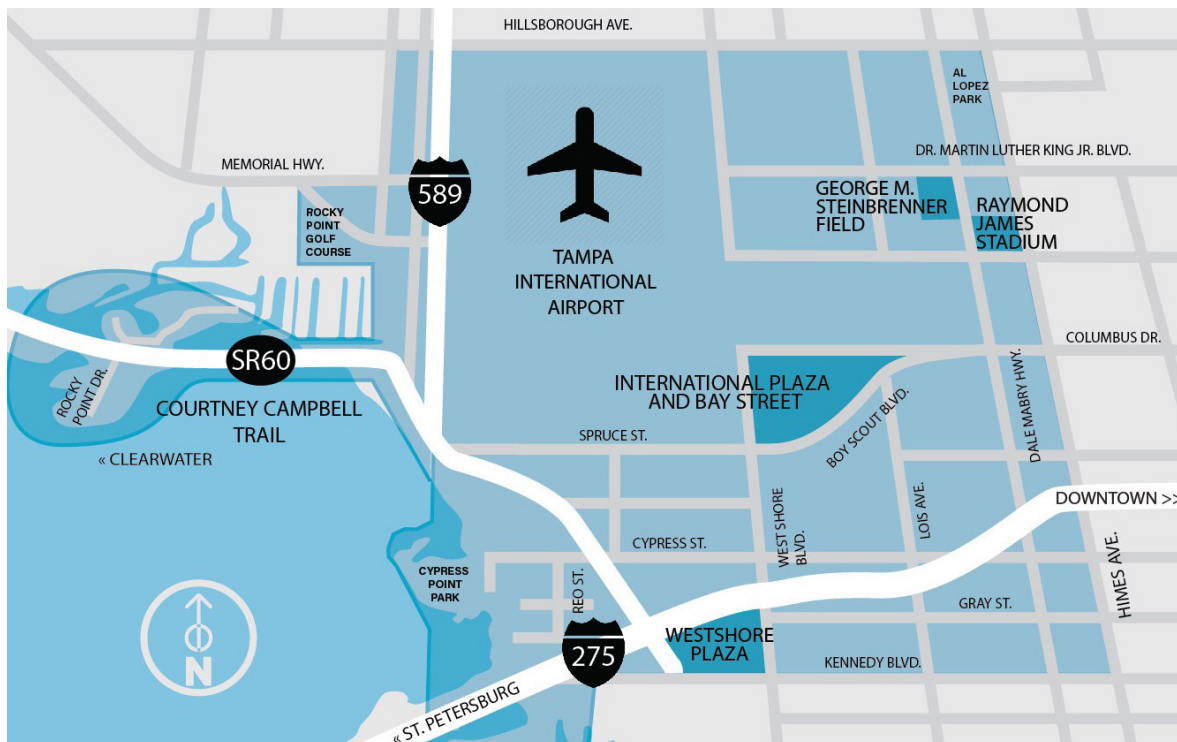 HILLSBOROUGH AVE.
AL
LOPEZ
PARK
DR. MARTIN LUTHER KING JR. BLVD.
MEMORIAL HWY.
589
ROCKY
POINT
GOLF
COURSE
GEORGE M.
STEINBRENNER
FIELD
RAYMOND
JAMES
STADIUM
TAMPA
INTERNATIONAL
AIRPORT
COLUMBUS DR.
SR60
ROCKY
POINT DR.
COURTNEY CAMPBELL
TRAIL
« CLEARWATER
INTERNATIONAL PLAZA
AND BAY STREET
DALE MABRY HWY.
BOY SCOUT BLVD.
SPRUCE ST.
WEST SHORE
BLVD.
LOIS AVE.
DOWNTOWN >>
CYPRESS ST.
CYPRESS
POINT
PARK
REO ST.
HIMES AVE.
GRAY ST.
N
275
WESTSHORE
PLAZA
KENNEDY BLVD.
« ST. PETERSBURG